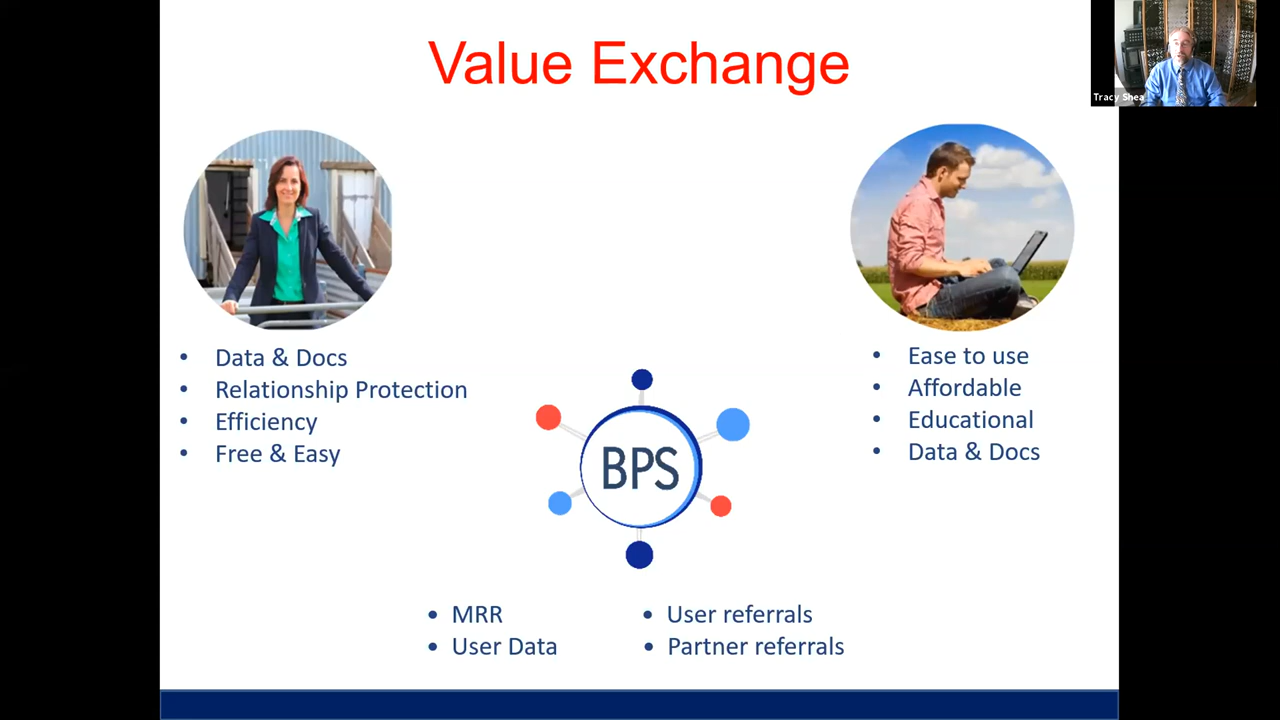 Value Exchange
Tracy Shea
• Data & Docs
• Relationship Protection
• Efficiency
• Free & Easy
• Ease to use
• Affordable
• Educational
• Data & Docs
BPS
• MRR
• User Data
• User referrals
• Partner referrals